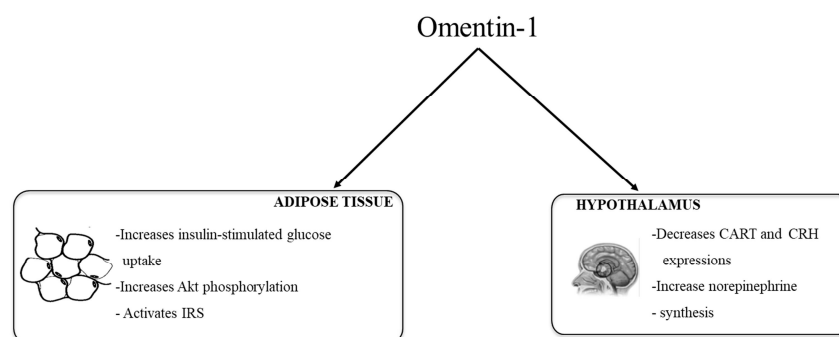 Omentin-1
ADIPOSE TISSUE
-Increases insulin-stimulated glucose
uptake
-Increases Akt phosphorylation
- Activates IRS
HYPOTHALAMUS
-Decreases CART and CRH
expressions
-Increase norepinephrine
- synthesis